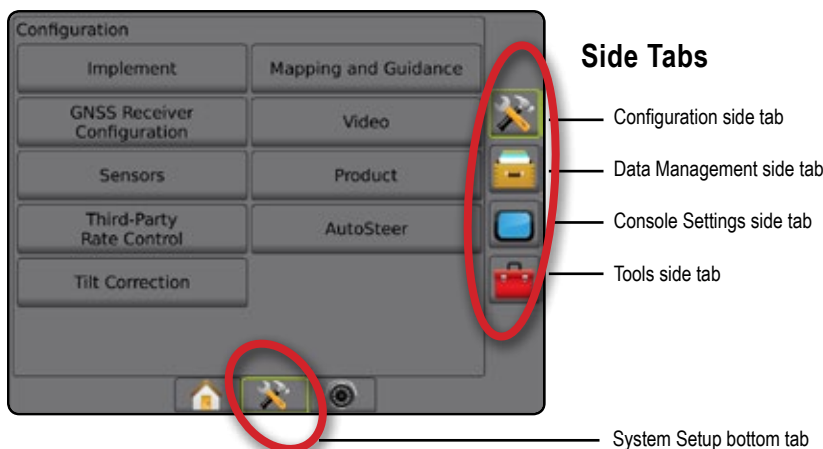 Configuration
Implement
Mapping and Guidance
GNSS Receiver
Configuration
Video
Sensors
Product
Third-Party
Rate Control
AutoSteer
Tilt Correction
Side Tabs
Configuration side tab
Data Management side tab
Console Settings side tab
Tools side tab
System Setup bottom tab